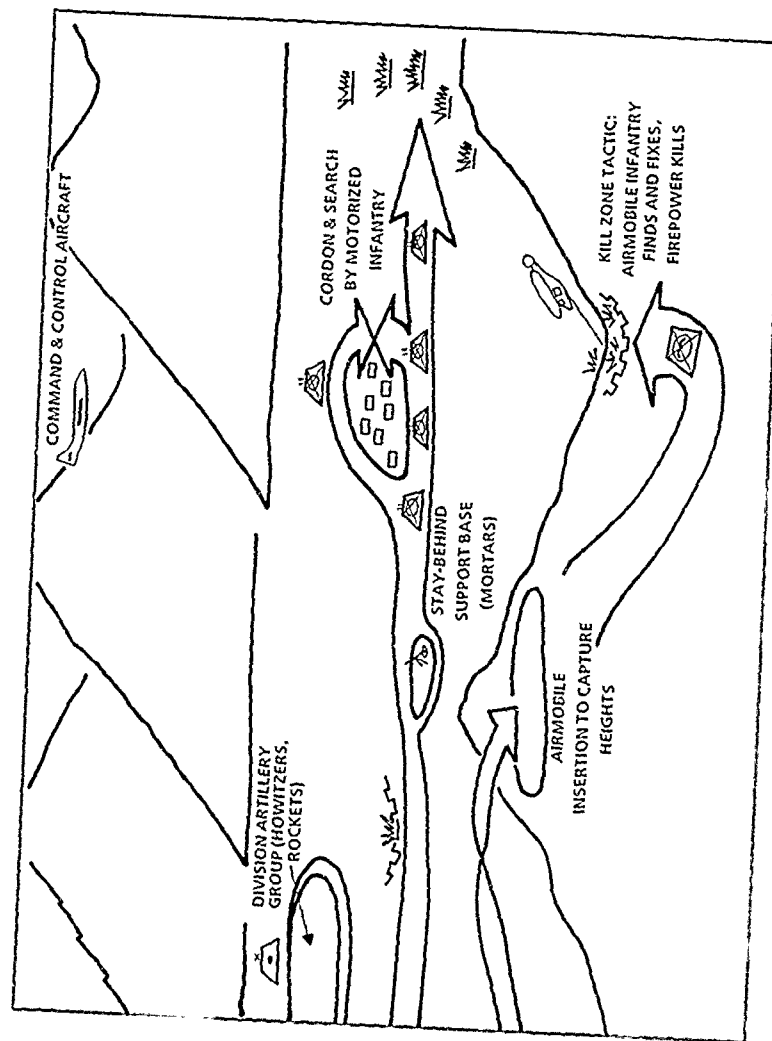 COMMAND & CONTROL AIRCRAFT
DIVISION ARTILLERY
GROUP (HOWITZERS,
ROCKETS)
CORDON & SEARCH
BY MOTORIZED
INFANTRY
STAY-BEHIND
SUPPORT BASE
(MORTARS)
AIRMOBILE
INSERTION TO CAPTURE
HEIGHTS
KILL ZONE TACTIC:
AIRMOBILE INFANTRY
FINDS AND FIXES,
FIREPOWER KILLS